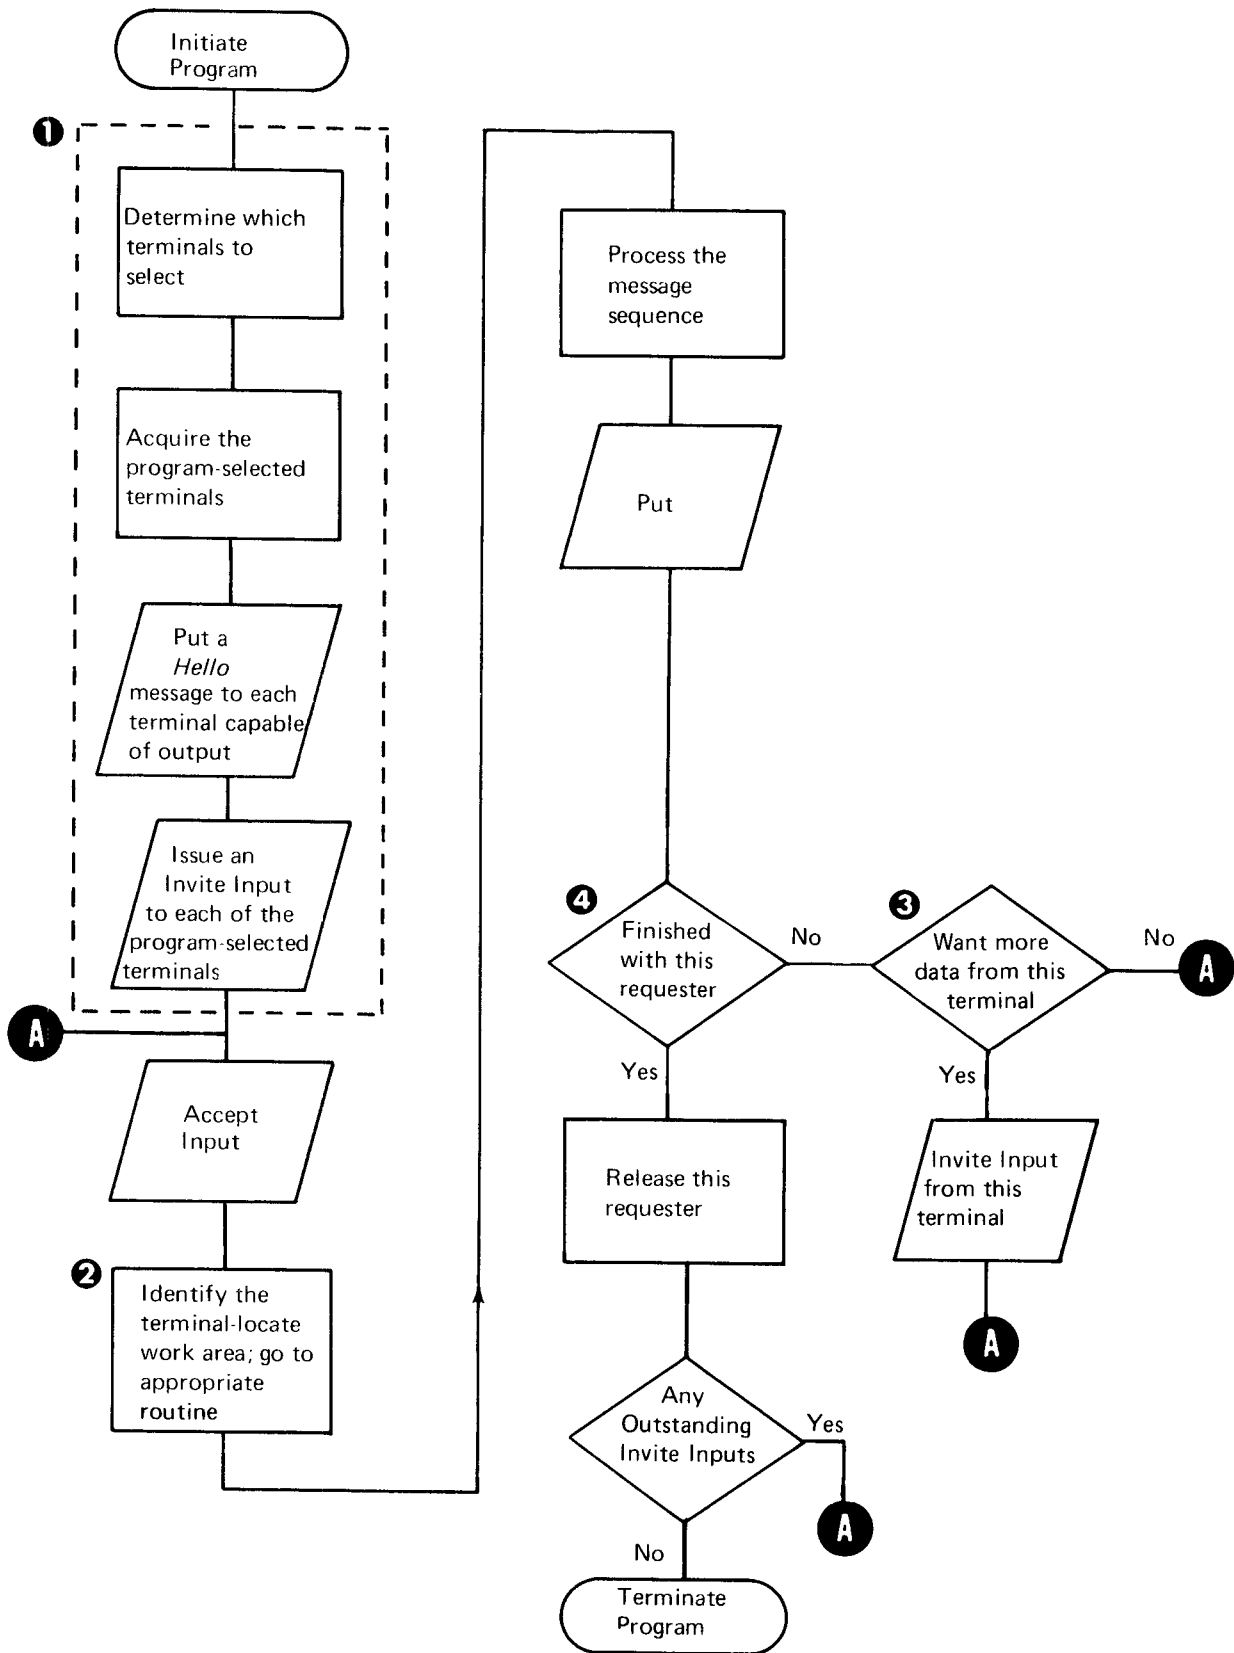 Initiate
Program
1
Determine which
terminals to
select
Acquire the
program-selected
terminals
Put a
Hello
message to each
terminal capable
of output
Issue an
Invite Input
to each of the
program-selected
terminals
A
Accept
Input
2
Identify the
terminal-locate
work area; go to
appropriate
routine
Process the
message
sequence
Put
4
Finished
with this
requester
No
3
Want more
data from this
terminal
No
A
Yes
Release this
requester
Yes
Invite Input
from this
terminal
A
Any
Outstanding
Invite Inputs
Yes
A
No
Terminate
Program